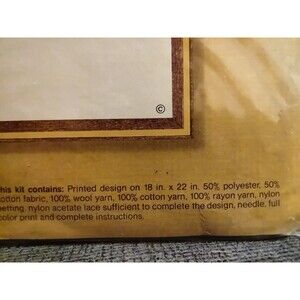 ©
this kit contains: Printed design on 18 in. x 22 in. 50% polyester, 50%
cotton fabric, 100% wool yarn, 100% cotton yarn, 100% rayon yarn, nylon
netting, nylon acetate lace sufficient to complete the design, needle, full
color print and complete instructions.